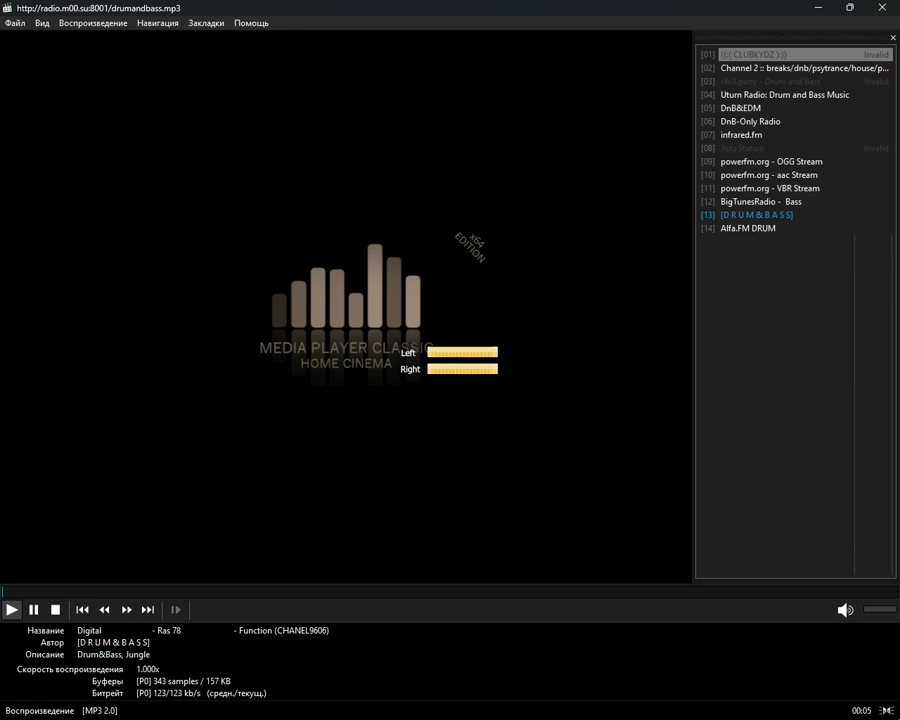 http://radio.m00.su:8001/drumandbass.mp3
Файл Вид Воспроизведение Навигация Закладки Помощь
[01] ((:( CLUBKYDZ ):)) Invalid
[02] Channel 2 :: breaks/dnb/psytrance/house/p...
[03] Drum and Bass Invalid
[04] Uturn Radio: Drum and Bass Music
[05] DnB&EDM
[06] DnB-Only Radio
[07] infrared.fm
[08] JuJu Station Invalid
[09] powerfm.org - OGG Stream
[10] powerfm.org - aac Stream
[11] powerfm.org - VBR Stream
[12] BigTunesRadio - Bass
[13] [D R U M & B A S S]
[14] Alfa.FM DRUM
x64
EDITION
MEDIA PLAYER CLASSIC
HOME CINEMA
Left
Right
Название Digital - Ras 78 - Function (CHANEL9606)
Автор [D R U M & B A S S]
Описание Drum&Bass, Jungle
Скорость воспроизведения 1.000x
Буферы [P0] 343 samples / 157 KB
Битрейт [P0] 123/123 kb/s (средн./текущ.)
Воспроизведение [MP3 2.0] 00:05